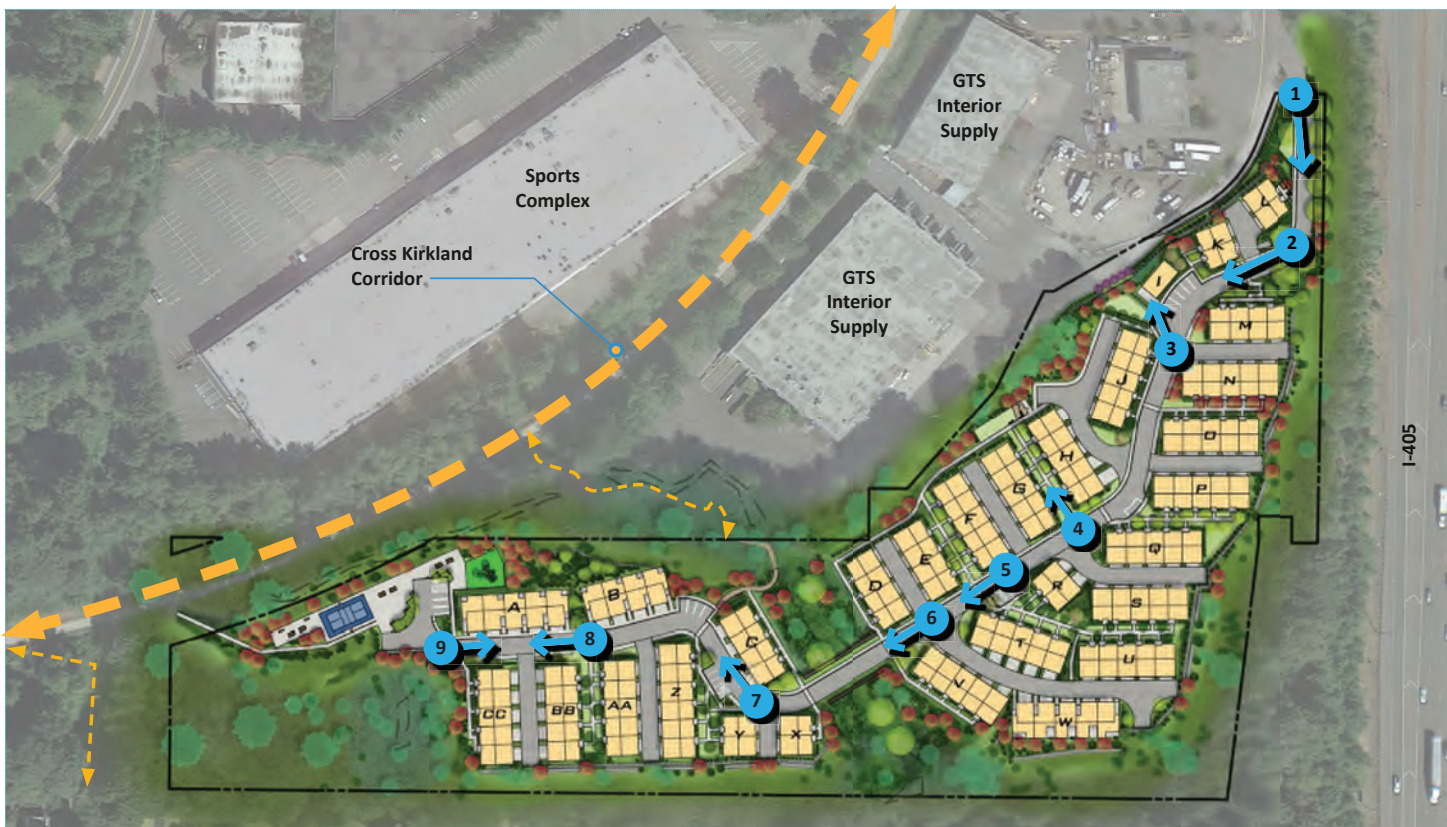 GTS
Interior
Supply
1
Sports
Complex
L
Cross Kirkland
Corridor
K
2
GTS
Interior
Supply
I
M
3
J
N
I-405
H
O
G
P
F
4
E
Q
D
5
R
A
B
S
6
C
T
9
8
U
V
Z
AA
7
CC
BB
W
Y
X